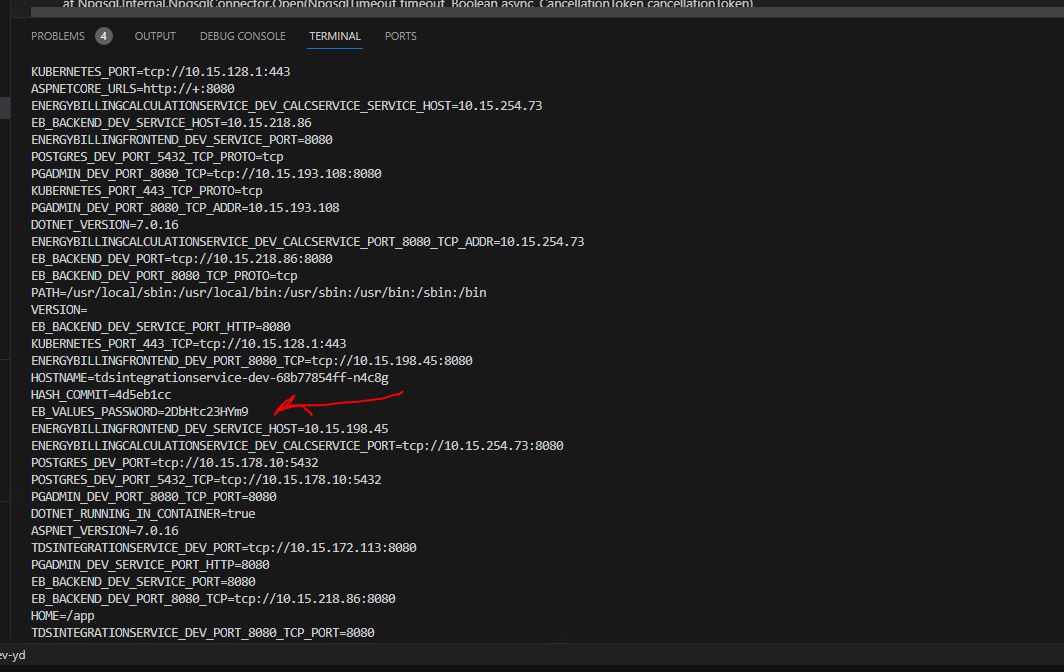 at Npgsql.Internal.NpgsqlConnector.Open(NpgsqlTimeout timeout, Boolean async, CancellationToken cancellationToken)
PROBLEMS 4 OUTPUT DEBUG CONSOLE TERMINAL PORTS
KUBERNETES_PORT=tcp://10.15.128.1:443
ASPNETCORE_URLS=http://+:8080
ENERGYBILLINGCALCULATIONSERVICE_DEV_CALCSERVICE_SERVICE_HOST=10.15.254.73
EB_BACKEND_DEV_SERVICE_HOST=10.15.218.86
ENERGYBILLINGFRONTEND_DEV_SERVICE_PORT=8080
POSTGRES_DEV_PORT_5432_TCP_PROTO=tcp
PGADMIN_DEV_PORT_8080_TCP=tcp://10.15.193.108:8080
KUBERNETES_PORT_443_TCP_PROTO=tcp
PGADMIN_DEV_PORT_8080_TCP_ADDR=10.15.193.108
DOTNET_VERSION=7.0.16
ENERGYBILLINGCALCULATIONSERVICE_DEV_CALCSERVICE_PORT_8080_TCP_ADDR=10.15.254.73
EB_BACKEND_DEV_PORT=tcp://10.15.218.86:8080
EB_BACKEND_DEV_PORT_8080_TCP_PROTO=tcp
PATH=/usr/local/sbin:/usr/local/bin:/usr/sbin:/usr/bin:/sbin:/bin
VERSION=
EB_BACKEND_DEV_SERVICE_PORT_HTTP=8080
KUBERNETES_PORT_443_TCP=tcp://10.15.128.1:443
ENERGYBILLINGFRONTEND_DEV_PORT_8080_TCP=tcp://10.15.198.45:8080
HOSTNAME=tdsintegrationservice-dev-68b77854ff-n4c8g
HASH_COMMIT=4d5eb1cc
EB_VALUES_PASSWORD=2DbHtc23HYm9
ENERGYBILLINGFRONTEND_DEV_SERVICE_HOST=10.15.198.45
ENERGYBILLINGCALCULATIONSERVICE_DEV_CALCSERVICE_PORT=tcp://10.15.254.73:8080
POSTGRES_DEV_PORT=tcp://10.15.178.10:5432
POSTGRES_DEV_PORT_5432_TCP=tcp://10.15.178.10:5432
PGADMIN_DEV_PORT_8080_TCP_PORT=8080
DOTNET_RUNNING_IN_CONTAINER=true
ASPNET_VERSION=7.0.16
TDSINTEGRATIONSERVICE_DEV_PORT=tcp://10.15.172.113:8080
PGADMIN_DEV_SERVICE_PORT_HTTP=8080
EB_BACKEND_DEV_SERVICE_PORT=8080
EB_BACKEND_DEV_PORT_8080_TCP=tcp://10.15.218.86:8080
HOME=/app
TDSINTEGRATIONSERVICE_DEV_PORT_8080_TCP_PORT=8080
ev-yd